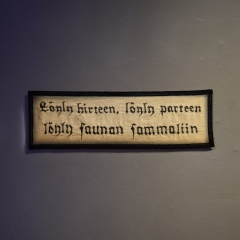 Löyly hirteen, löyly parteen
löyly saunan sammaliin